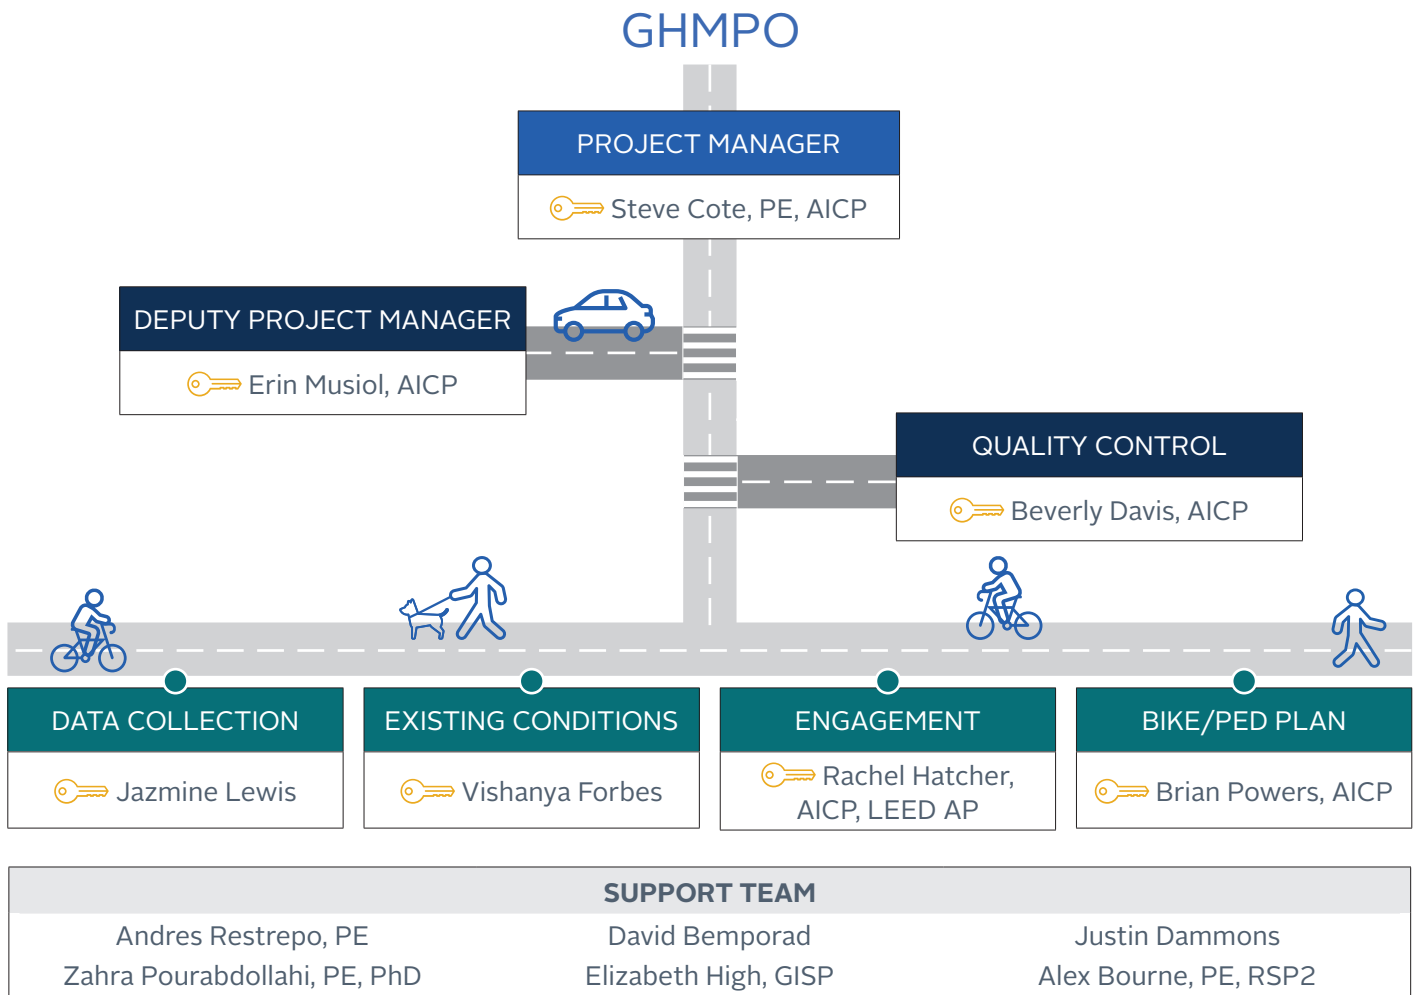 GHMPO
PROJECT MANAGER
Steve Cote, PE, AICP
DEPUTY PROJECT MANAGER
Erin Musiol, AICP
QUALITY CONTROL
Beverly Davis, AICP
DATA COLLECTION
Jazmine Lewis
EXISTING CONDITIONS
Vishanya Forbes
ENGAGEMENT
Rachel Hatcher,
AICP, LEED AP
BIKE/PED PLAN
Brian Powers, AICP
SUPPORT TEAM
Andres Restrepo, PE
David Bemporad
Justin Dammons
Zahra Pourabdollahi, PE, PhD
Elizabeth High, GISP
Alex Bourne, PE, RSP2